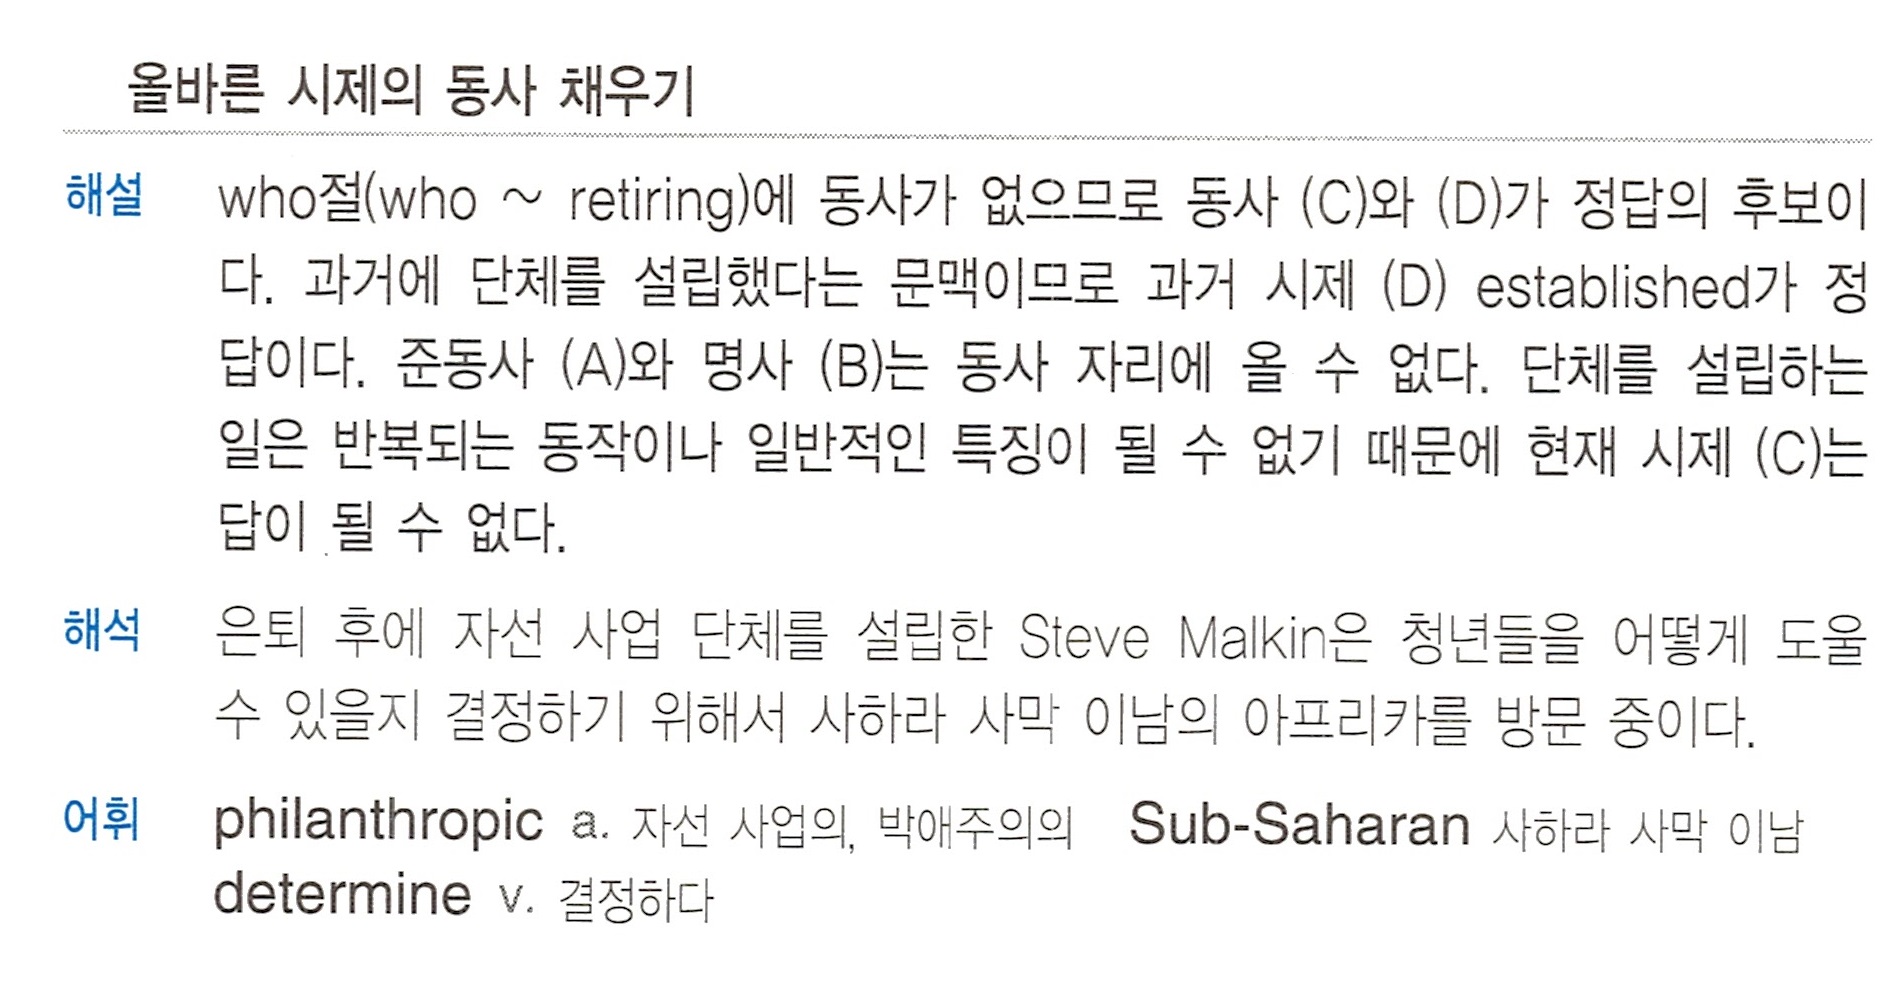 올바른 시제의 동사 채우기
해설 who절(who ~ retiring)에 동사가 없으므로 동사 (C)와 (D)가 정답의 후보이
다. 과거에 단체를 설립했다는 문맥이므로 과거 시제 (D) established가 정
답이다. 준동사 (A)와 명사 (B)는 동사 자리에 올 수 없다. 단체를 설립하는
일은 반복되는 동작이나 일반적인 특징이 될 수 없기 때문에 현재 시제 (C)는
답이 될 수 없다.
해석 은퇴 후에 자선 사업 단체를 설립한 Steve Malkin은 청년들을 어떻게 도울
수 있을지 결정하기 위해서 사하라 사막 이남의 아프리카를 방문 중이다.
어휘 philanthropic a. 자선 사업의, 박애주의의 Sub-Saharan 사하라 사막 이남
determine v. 결정하다